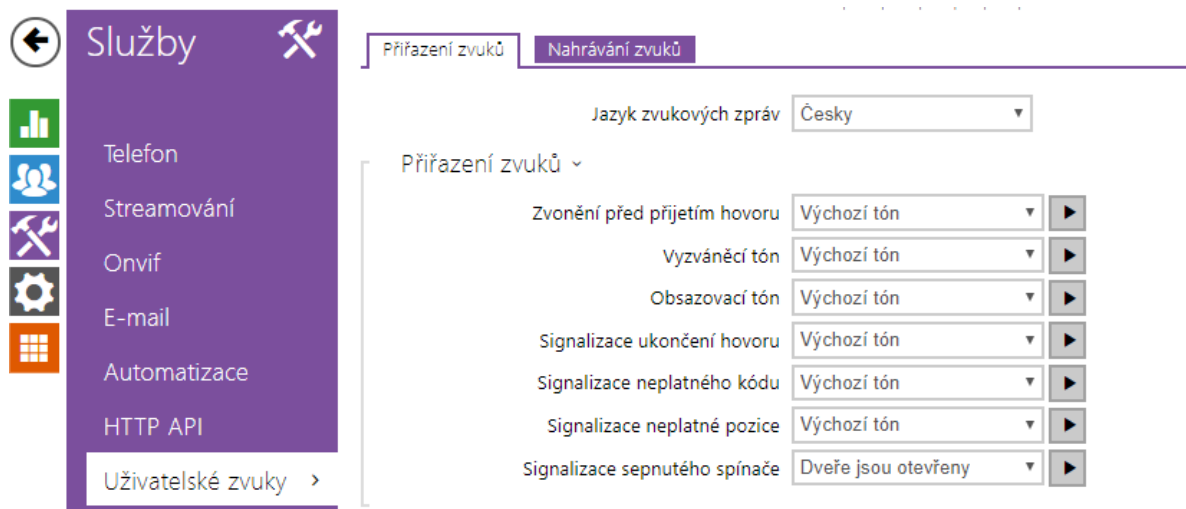 Služby
Telefon
Streamování
Onvif
E-mail
Automatizace
HTTP API
Uživatelské zvuky
Přiřazení zvuků
Nahrávání zvuků
Jazyk zvukových zpráv Česky
Přiřazení zvuků
Zvonění před přijetím hovoru Výchozí tón
Vyzváněcí tón Výchozí tón
Obsazovací tón Výchozí tón
Signalizace ukončení hovoru Výchozí tón
Signalizace neplatného kódu Výchozí tón
Signalizace neplatné pozice Výchozí tón
Signalizace sepnutého spínače Dveře jsou otevřeny